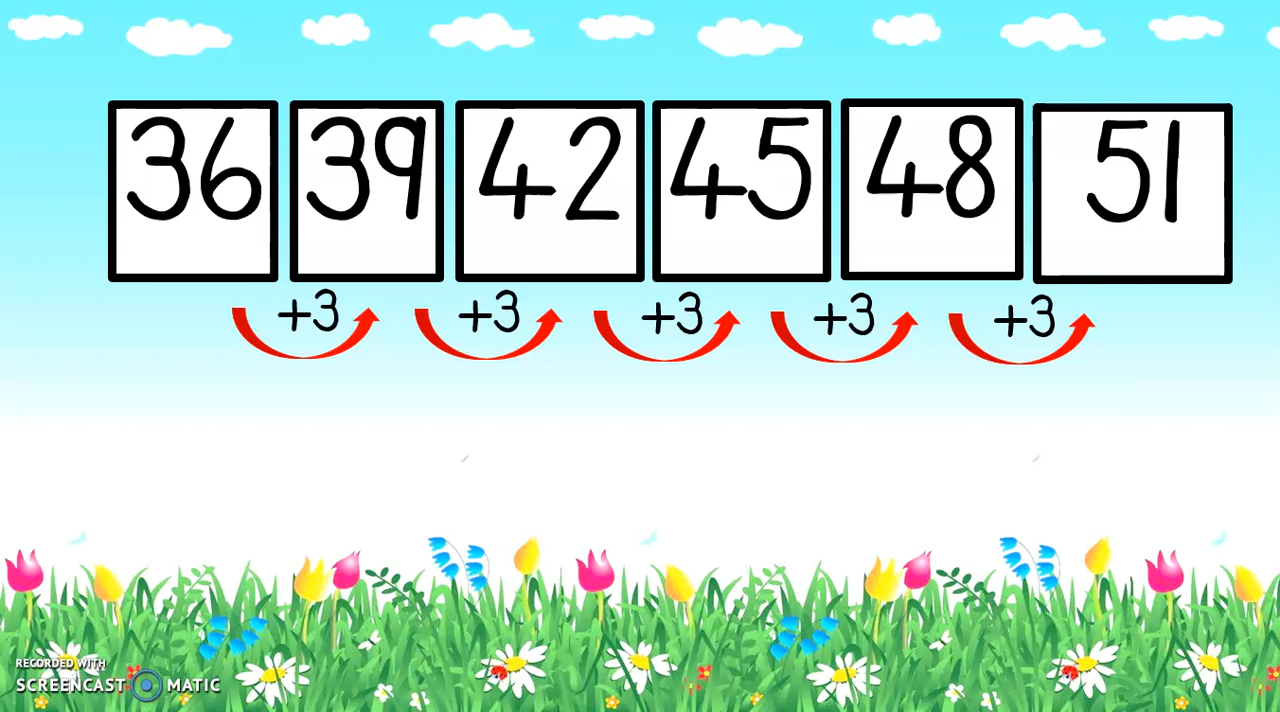 36 39 42 45 48 51
+3 +3 +3 +3 +3
RECORDED WITH
SCREENCAST MATIC